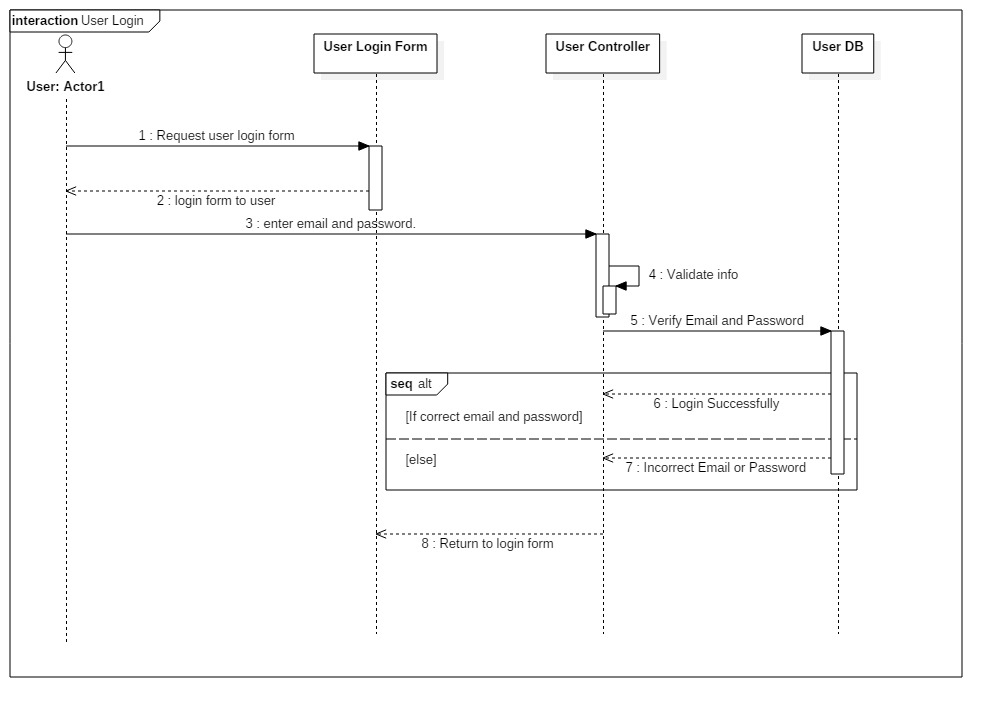 interaction User Login
User Login Form
User Controller
User DB
User: Actor1
1 : Request user login form
2 : login form to user
3 : enter email and password.
4 : Validate info
5 : Verify Email and Password
seq alt
6 : Login Successfully
[If correct email and password]
[else]
7 : Incorrect Email or Password
8 : Return to login form